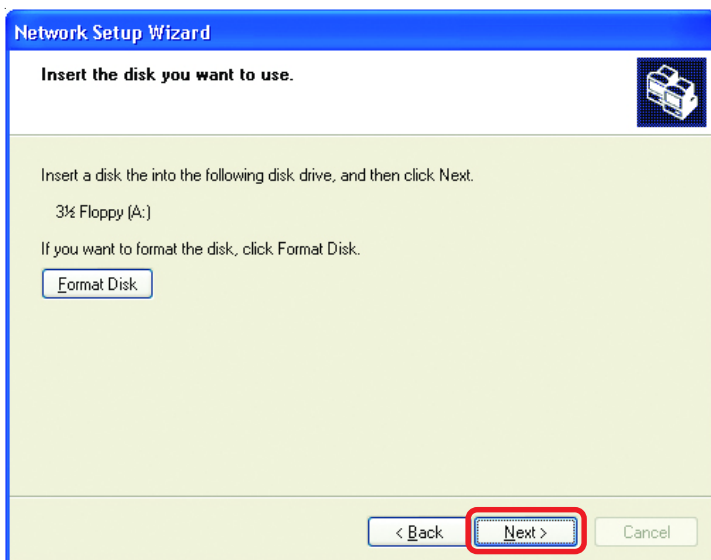 Network Setup Wizard
Insert the disk you want to use.
Insert a disk the into the following disk drive, and then click Next.
3½ Floppy (A:)
If you want to format the disk, click Format Disk.
Format Disk
< Back
Next >
Cancel